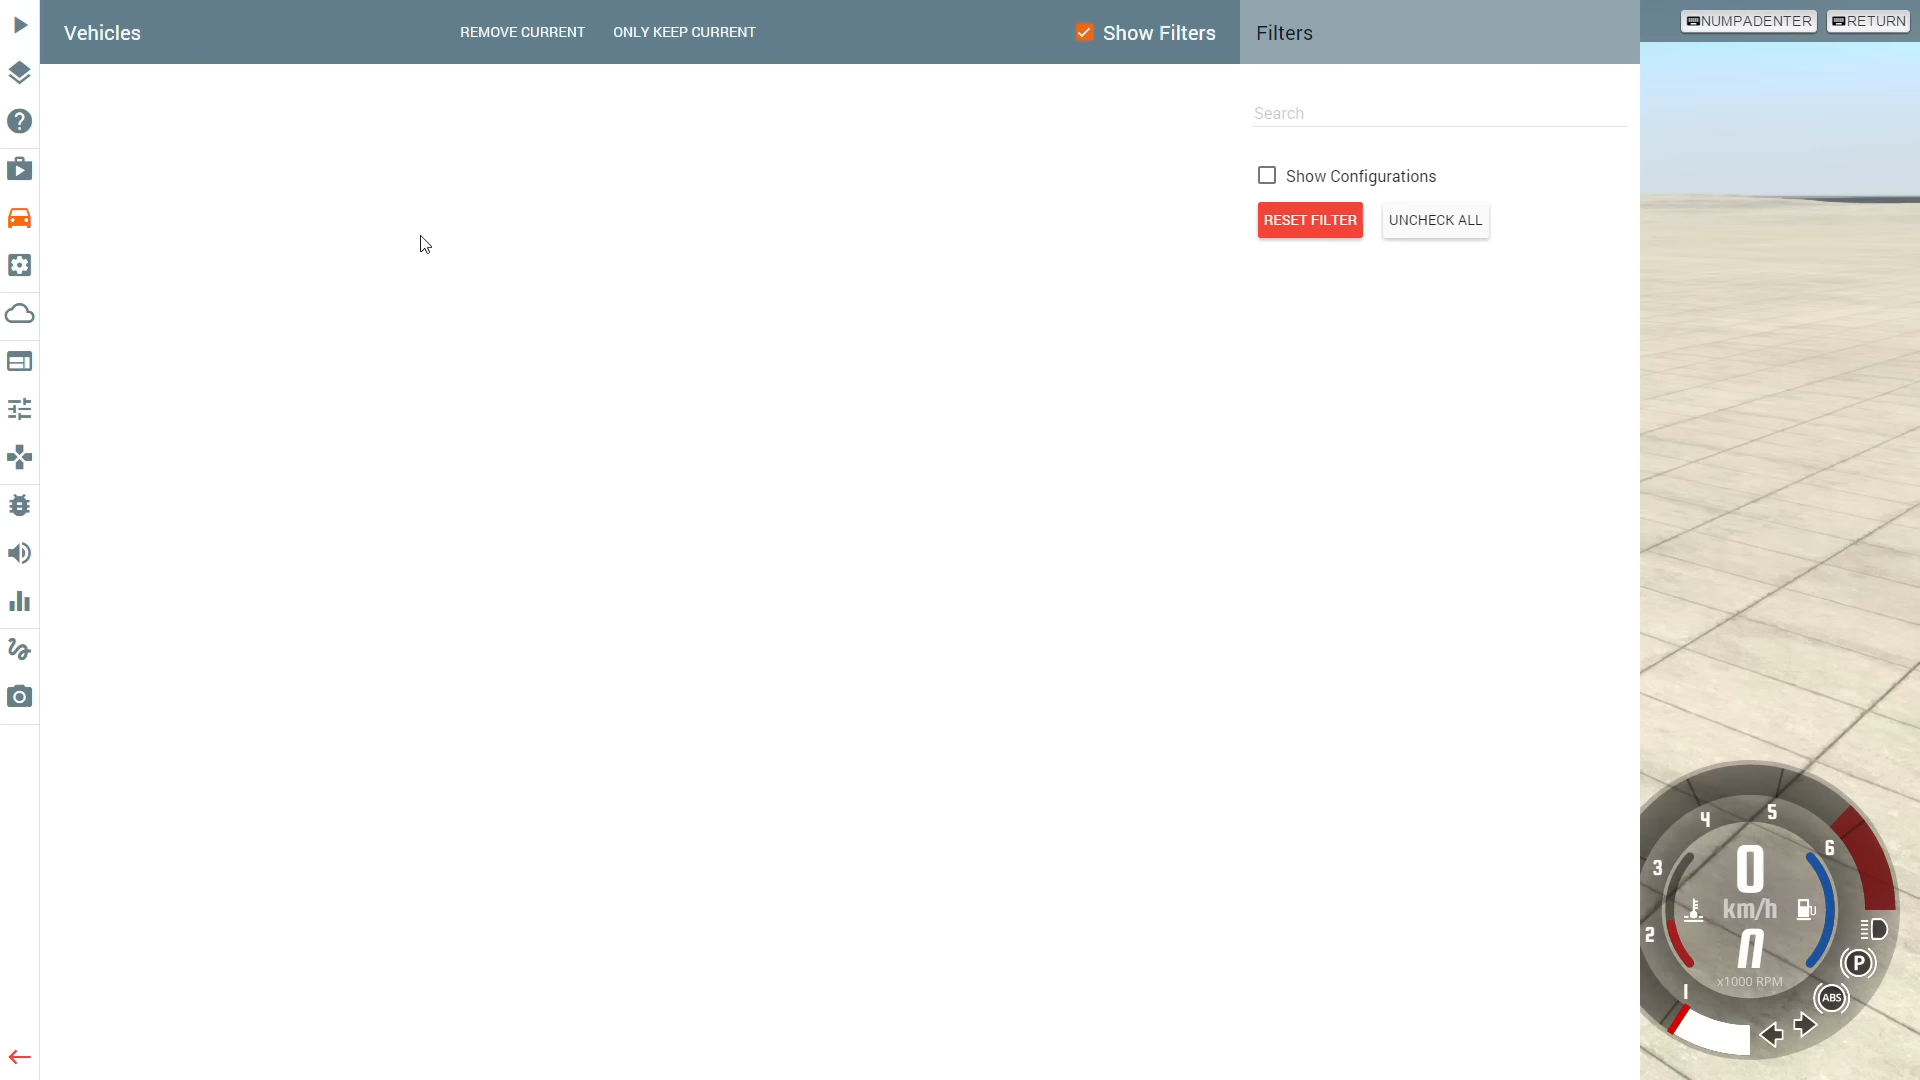 Vehicles
REMOVE CURRENT
ONLY KEEP CURRENT
Show Filters
Filters
NUMPADENTER
RETURN
Search
Show Configurations
RESET FILTER
UNCHECK ALL
1
2
3
4
5
6
0
km/h
n
x1000 RPM
P
ABS